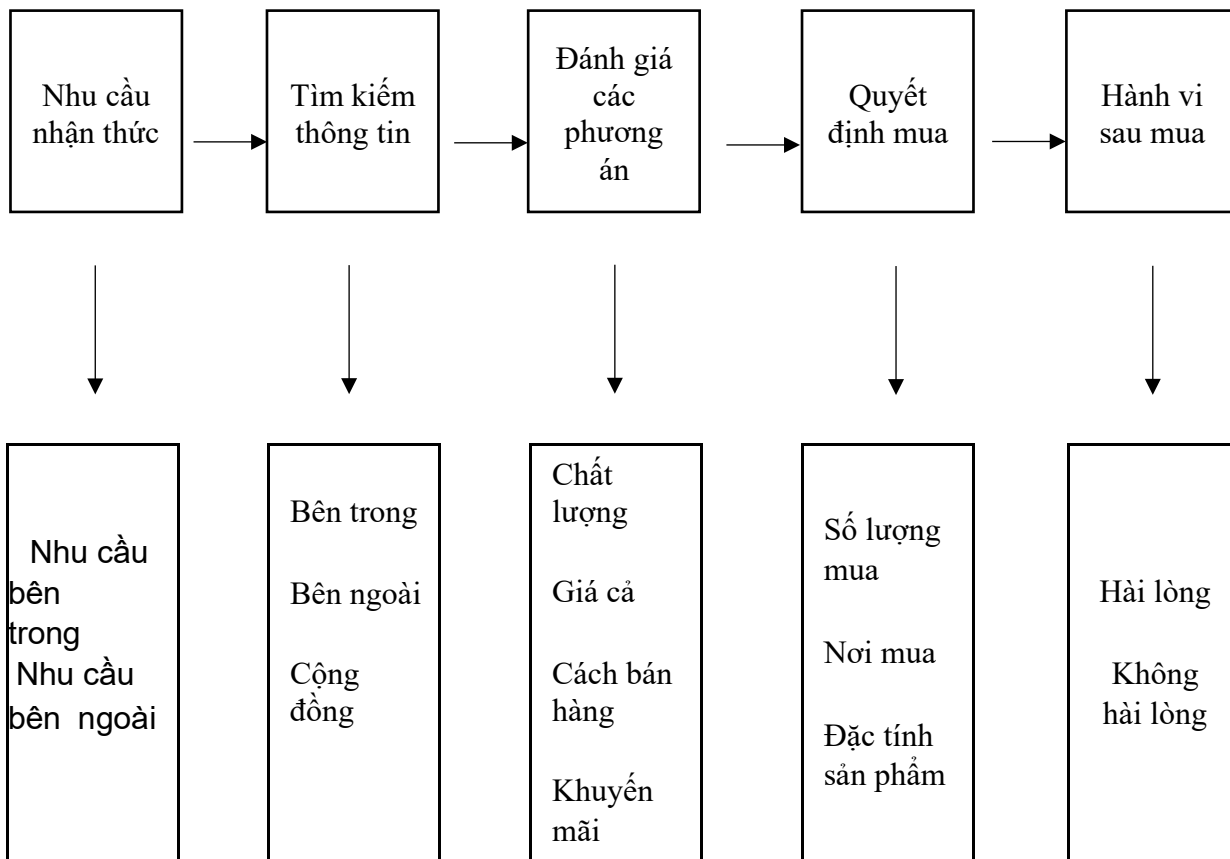 Nhu cầu
nhận thức
Tìm kiếm
thông tin
Đánh giá
các
phương
án
Quyết
định mua
Hành vi
sau mua
Nhu cầu
bên
trong
Nhu cầu
bên ngoài
Bên trong
Bên ngoài
Cộng
đồng
Chất
lượng
Giá cả
Cách bán
hàng
Khuyến
mãi
Số lượng
mua
Nơi mua
Đặc tính
sản phẩm
Hài lòng
Không
hài lòng